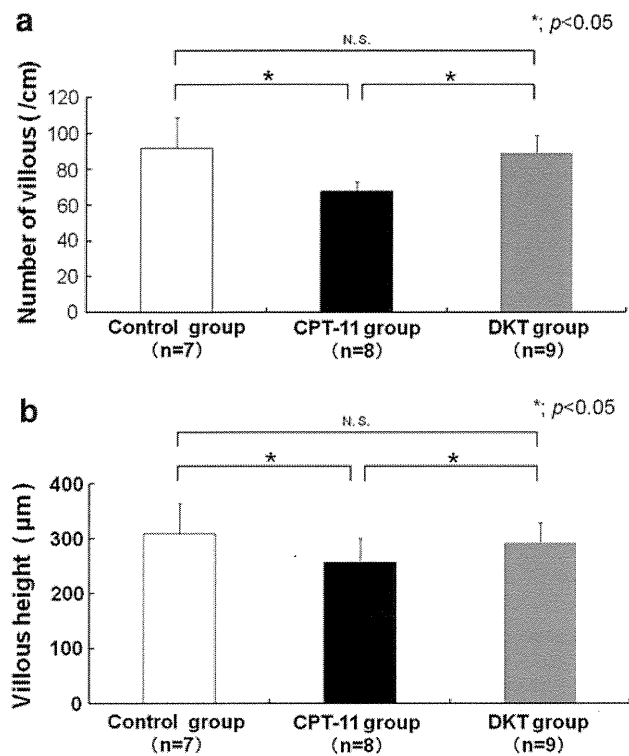 a
*; p<0.05
N.S.
* *
Number of villous ( /cm)
120
100
80
60
40
20
0
Control group CPT-11 group DKT group
(n=7) (n=8) (n=9)
b
*; p<0.05
N.S.
* *
Villous height ( μm)
400
300
200
100
0
Control group CPT-11 group DKT group
(n=7) (n=8) (n=9)